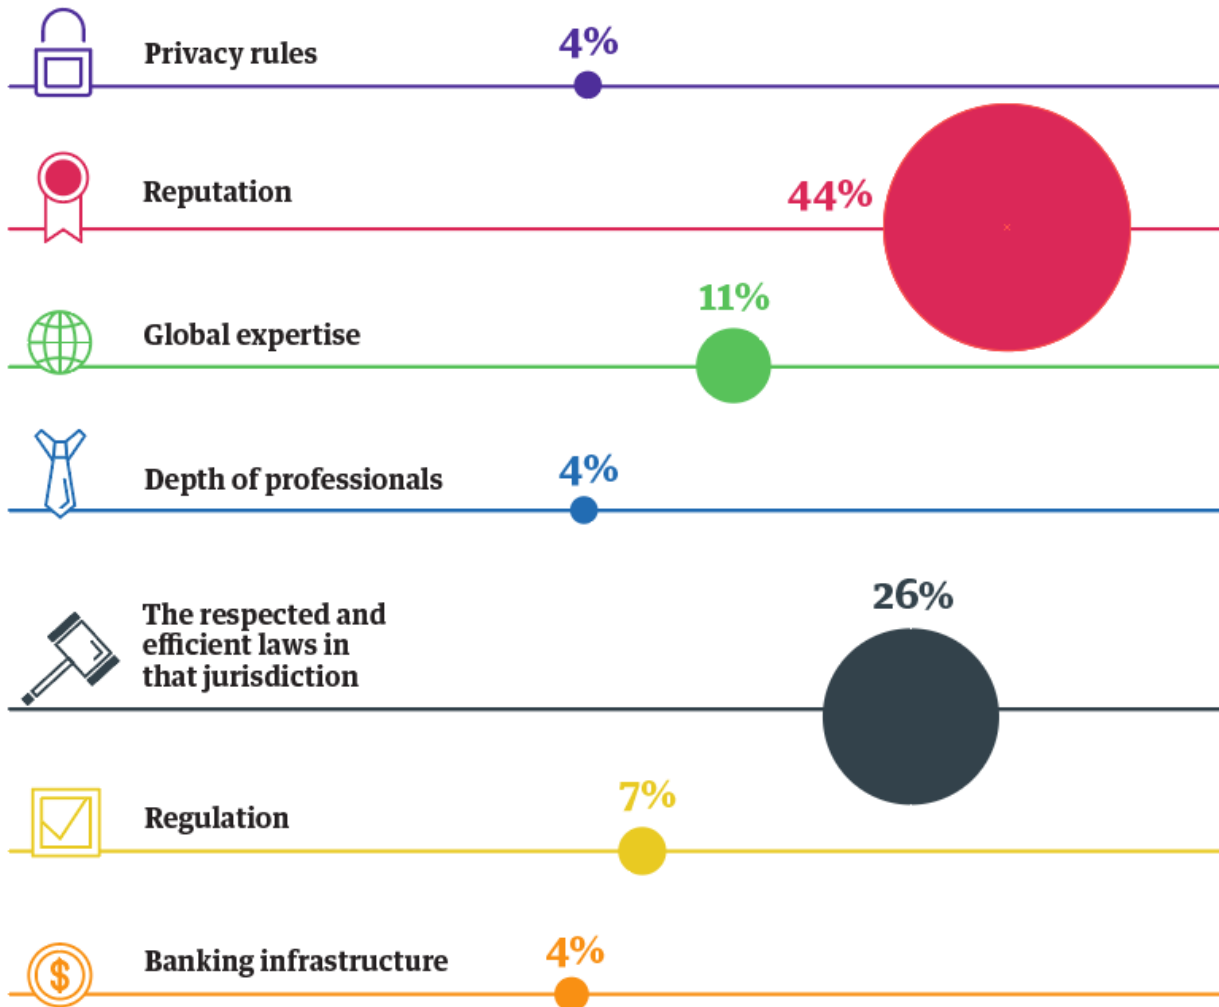 Privacy rules
4%
Reputation
44%
Global expertise
11%
Depth of professionals
4%
The respected and
efficient laws in
that jurisdiction
26%
Regulation
7%
Banking infrastructure
4%
$